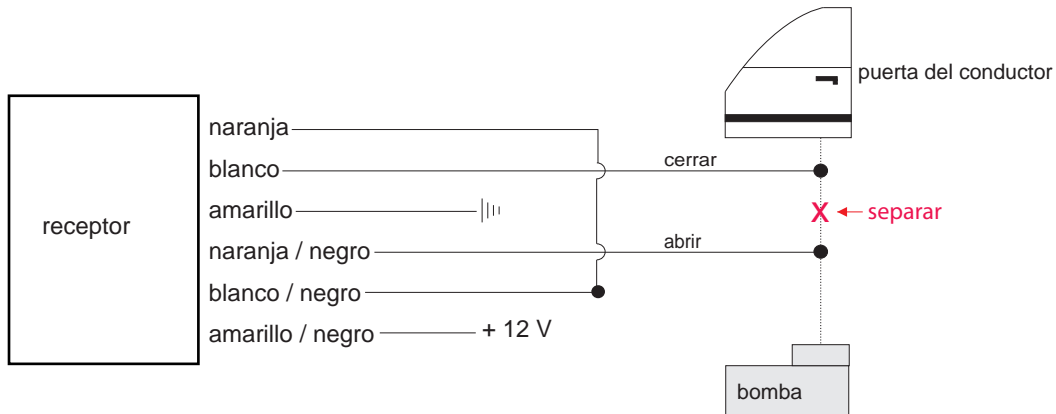 puerta del conductor
naranja
blanco
cerrar
amarillo
X
separar
receptor
naranja / negro
abrir
blanco / negro
amarillo / negro
+ 12 V
bomba